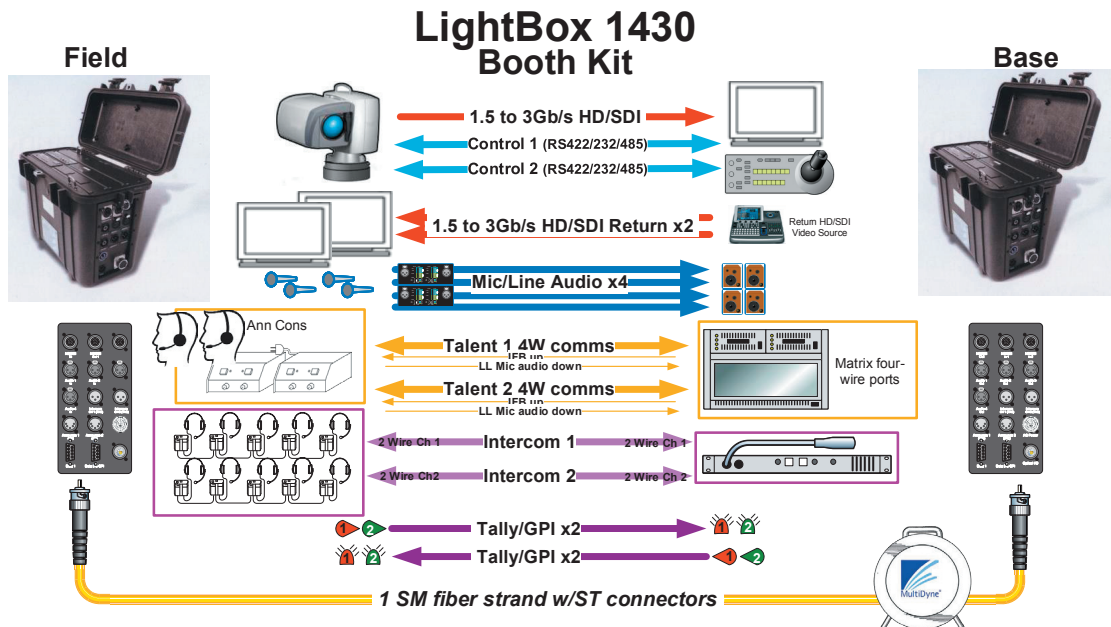 LightBox 1430
Booth Kit
Field
Base
1.5 to 3Gb/s HD/SDI
Control 1 (RS422/232/485)
Control 2 (RS422/232/485)
1.5 to 3Gb/s HD/SDI Return x2
Return HD/SDI
Video Source
Mic/Line Audio x4
Ann Cons
Talent 1 4W comms
IFB up
LL Mic audio down
Talent 2 4W comms
IFB up
LL Mic audio down
Matrix four-
wire ports
2 Wire Ch 1
Intercom 1
2 Wire Ch 1
2 Wire Ch2
Intercom 2
2 Wire Ch 2
1
2
Tally/GPI x2
1
2
1
2
Tally/GPI x2
1
2
1 SM fiber strand w/ST connectors
MultiDyne